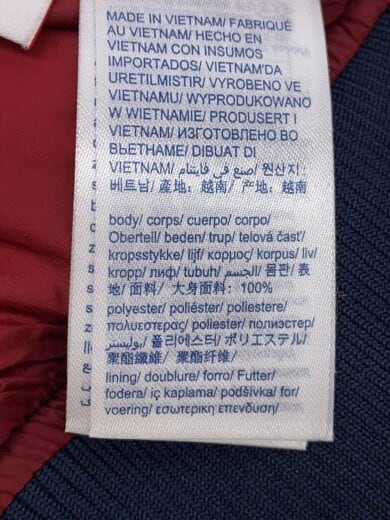 MADE IN VIETNAM/ FABRIQUÉ
AU VIETNAM/ HECHO EN
VIETNAM CON INSUMOS
IMPORTADOS/ VIETNAM'DA
URETILMISTIR/ VYROBENO VE
VIETNAMU/ WYPRODUKOWANO
W WIETNAMIE/ PRODUSERT I
VIETNAM/ ИЗГОТОВЛЕНО ВО
ВЬЕТНАМЕ/ DIBUAT DI
VIETNAM/ صنع في فايتنام/ 원산지:
베트남/ 產地: 越南/ 产地: 越南/
body/ corps/ cuerpo/ corpo/
Oberteil/ beden/ trup/ telová časť/
kropsstykke/ lijf/ κορμος/ korpus/ liv/
kropp/ лиф/ tubuh/ الجسم/ 몸판/ 表
地/ 面料/ 大身面料: 100%
polyester/ poliéster/ poliestere/
πολυεστερας/ poliester/ полиэстер/
بوليستر/ 폴리에스터/ ポリエステル/
聚酯纖維/ 聚酯纤维/
lining/ doublure/ forro/ Futter/
fodera/ iç kaplama/ podšívka/ for/
voering/ εσωτερικη επενδυση/